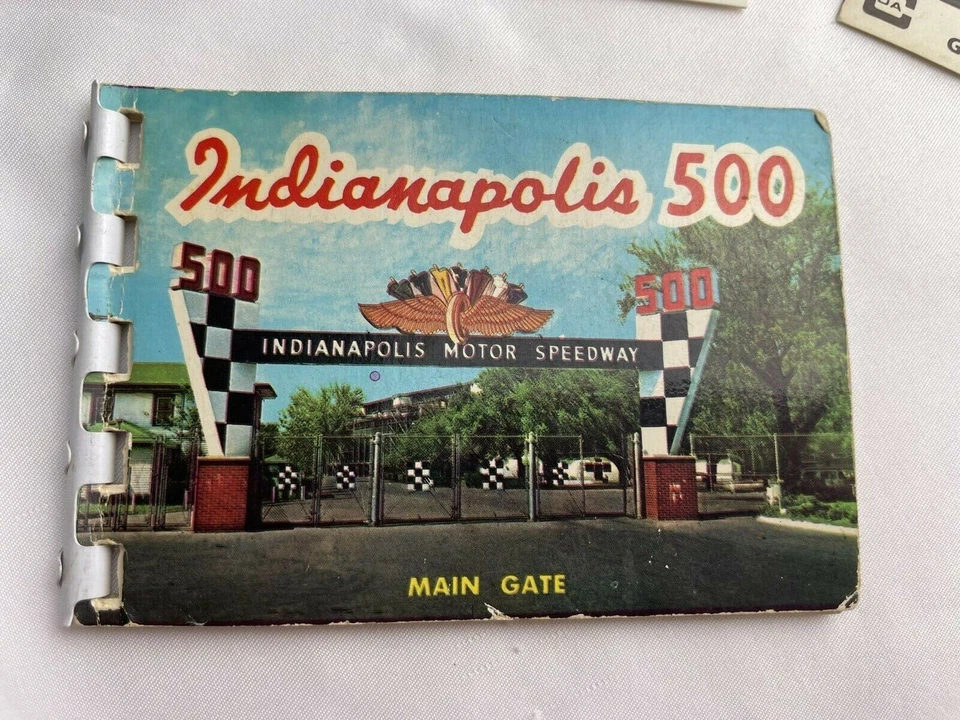 Indianapolis 500
500
500
INDIANAPOLIS MOTOR SPEEDWAY
MAIN GATE